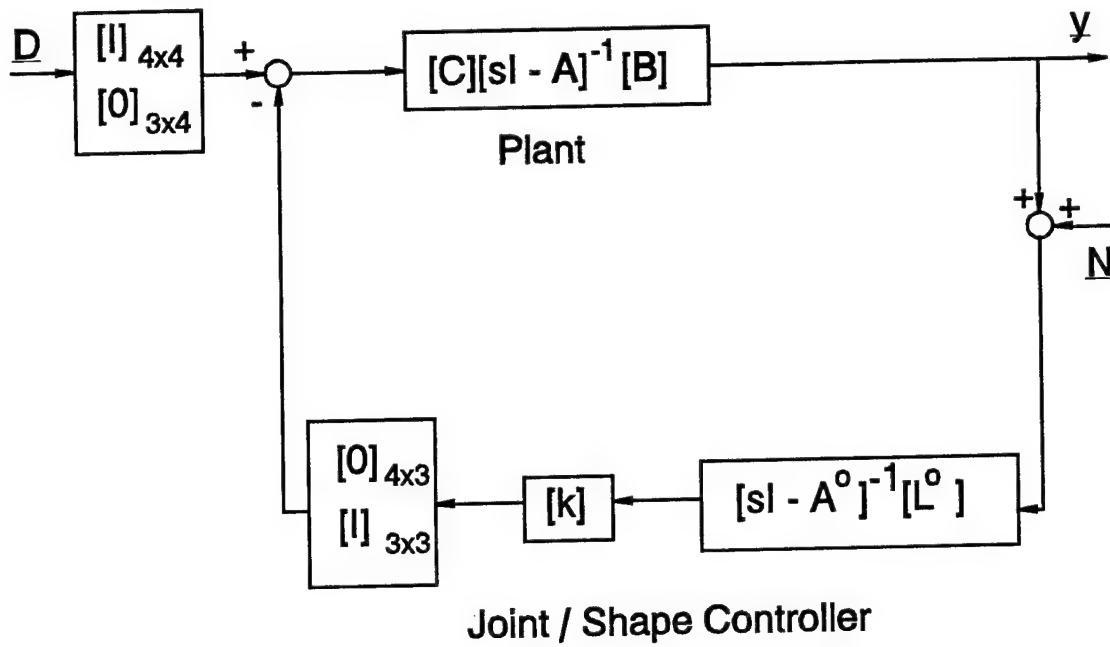 D
[I] 4x4
[0] 3x4
+
-
[C][sI - A]^-1 [B]
Plant
y
+
+
N
[0] 4x3
[I] 3x3
[k]
[sI - A^o]^-1 [L^o ]
Joint / Shape Controller